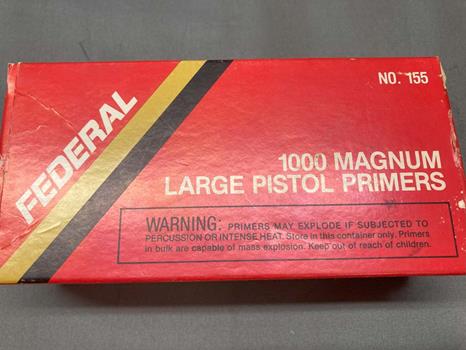 FEDERAL
NO. 155
1000 MAGNUM
LARGE PISTOL PRIMERS
WARNING: PRIMERS MAY EXPLODE IF SUBJECTED TO
PERCUSSION OR INTENSE HEAT. Store in this container only. Primers
in bulk are capable of mass explosion. Keep out of reach of children.